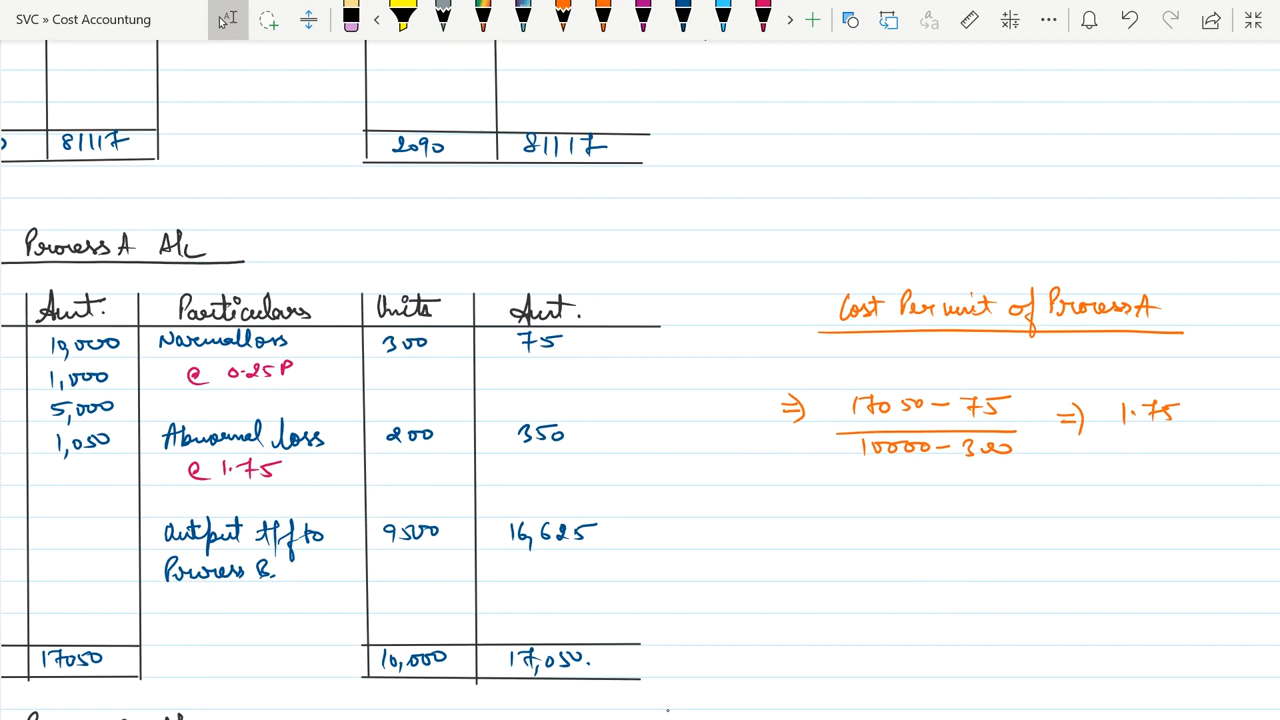 SVC » Cost Accountung
81117 2090 81117
Process A A/c
Amt. Particulars Units Amt.
10,000 Normal loss 300 75
1,000 @ 0.25 P
5,000
1,050 Abnormal loss 200 350
@ 1.75
Output t/f to 9500 16,625
Process B.
17050 10,000 17,050.
Cost Per unit of Process A
⇒ 17050 - 75 ⇒ 1.75
10000 - 300